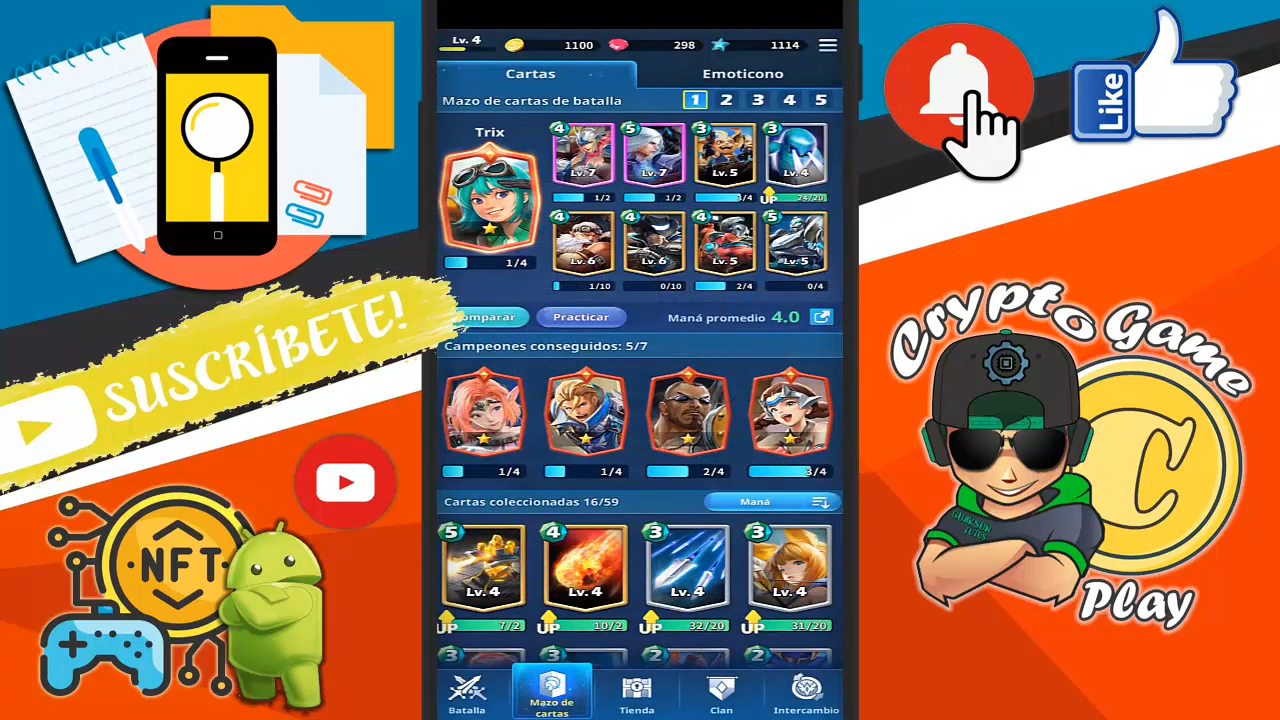 Lv. 4
1100
298
1114
Cartas
Emoticono
Mazo de cartas de batalla
1 2 3 4 5
Trix
4 Lv.7
5 Lv.7
3 Lv.5
3 Lv.4
1/2
1/2
3/4
UP 24/20
4 Lv.6
4 Lv.6
4 Lv.5
5 Lv.5
1/4
1/10
0/10
2/4
0/4
omparar
Practicar
Maná promedio 4.0
Campeones conseguidos: 5/7
1/4
1/4
2/4
3/4
Cartas coleccionadas 16/59
Maná
5 Lv.4
4 Lv.4
3 Lv.4
3 Lv.4
UP 7/2
UP 10/2
UP 32/20
UP 31/20
3
3
2
2
Batalla
Mazo de cartas
Tienda
Clan
Intercambio
SUSCRÍBETE!
NFT
Like
Crypto Game
C
Play